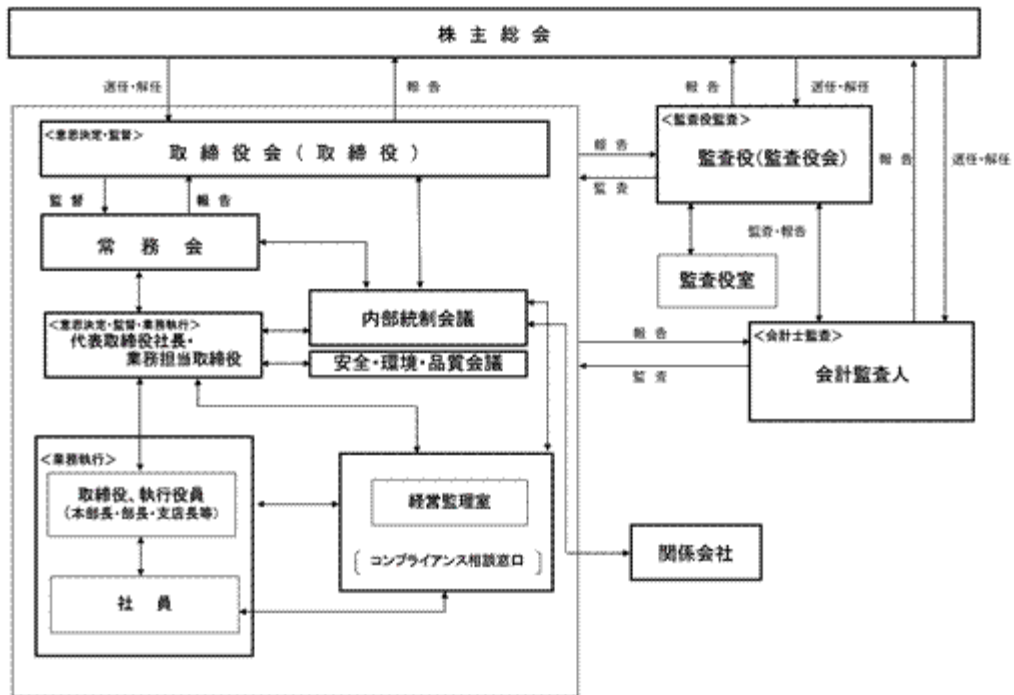 株主総会
選任・解任
報告
報告
選任・解任
<意思決定・監督>
取締役会(取締役)
<監査役監査>
監査役(監査役会)
報告
監査
報告
選任・解任
監督
報告
常務会
監査・報告
監査役室
内部統制会議
<意思決定・監督・業務執行>
代表取締役社長・
業務担当取締役
安全・環境・品質会議
報告
監査
<会計士監査>
会計監査人
<業務執行>
取締役、執行役員
(本部長・部長・支店長等)
経営監理室
コンプライアンス相談窓口
関係会社
社員